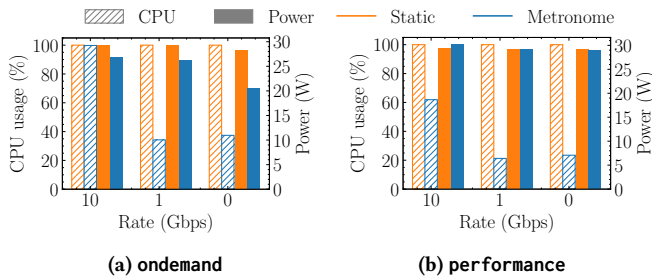 CPU Power Static Metronome
CPU usage (%)
100
80
60
40
20
0
30
25
20
15
10
5
0
Power (W)
10 1 0
Rate (Gbps)
(a) ondemand
CPU usage (%)
100
80
60
40
20
0
30
25
20
15
10
5
0
Power (W)
10 1 0
Rate (Gbps)
(b) performance